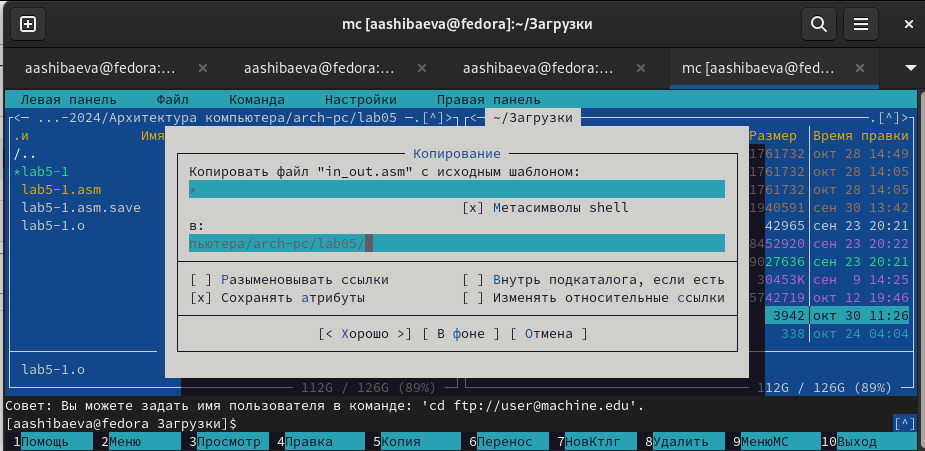 mc [aashibaeva@fedora]:~/Загрузки
aashibaeva@fedora:... aashibaeva@fedora:... aashibaeva@fedora:... mc [aashibaeva@fed...
Левая панель Файл Команда Настройки Правая панель
<— ...-2024/Архитектура компьютера/arch-pc/lab05 —.[^]> <— ~/Загрузки .[^]>
.и Имя Размер Время правки
/.. 1761732 окт 28 14:49
*lab5-1 1761732 окт 28 14:05
lab5-1.asm 1761732 окт 28 14:05
lab5-1.asm.save 1940591 сен 30 13:42
lab5-1.o 42965 сен 23 20:21
8452920 сен 23 20:22
9027636 сен 23 20:21
30453K сен 9 14:25
5742719 окт 12 19:46
3942 окт 30 11:26
338 окт 24 04:04
Копирование
Копировать файл "in_out.asm" с исходным шаблоном:
*
[x] Метасимволы shell
в:
пьютера/arch-pc/lab05/
[ ] Разыменовывать ссылки [ ] Внутрь подкаталога, если есть
[x] Сохранять атрибуты [ ] Изменять относительные ссылки
[< Хорошо >] [ В фоне ] [ Отмена ]
lab5-1.o
112G / 126G (89%) 112G / 126G (89%)
Совет: Вы можете задать имя пользователя в команде: 'cd ftp://user@machine.edu'.
[aashibaeva@fedora Загрузки]$ [^]
1Помощь 2Меню 3Просмотр 4Правка 5Копия 6Перенос 7НовКтлг 8Удалить 9МенюМС 10Выход